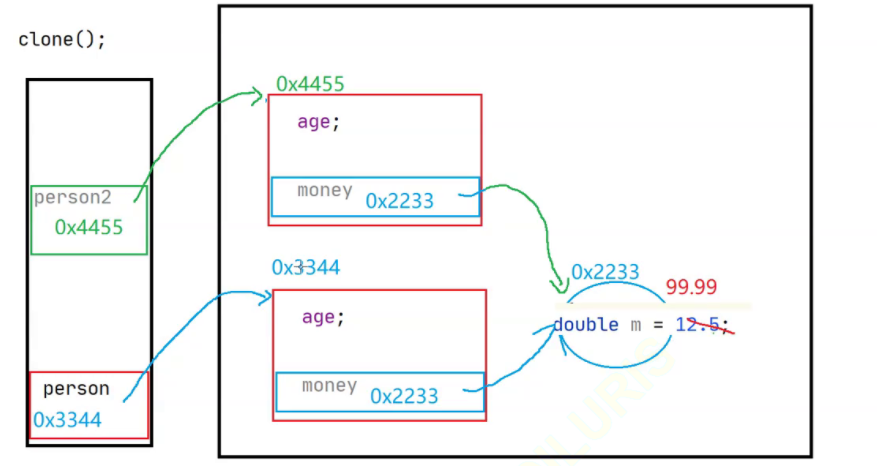 clone();
0x4455
age;
money 0x2233
person2
0x4455
0x3344
age;
money 0x2233
person
0x3344
0x2233
99.99
double m = 12.5;